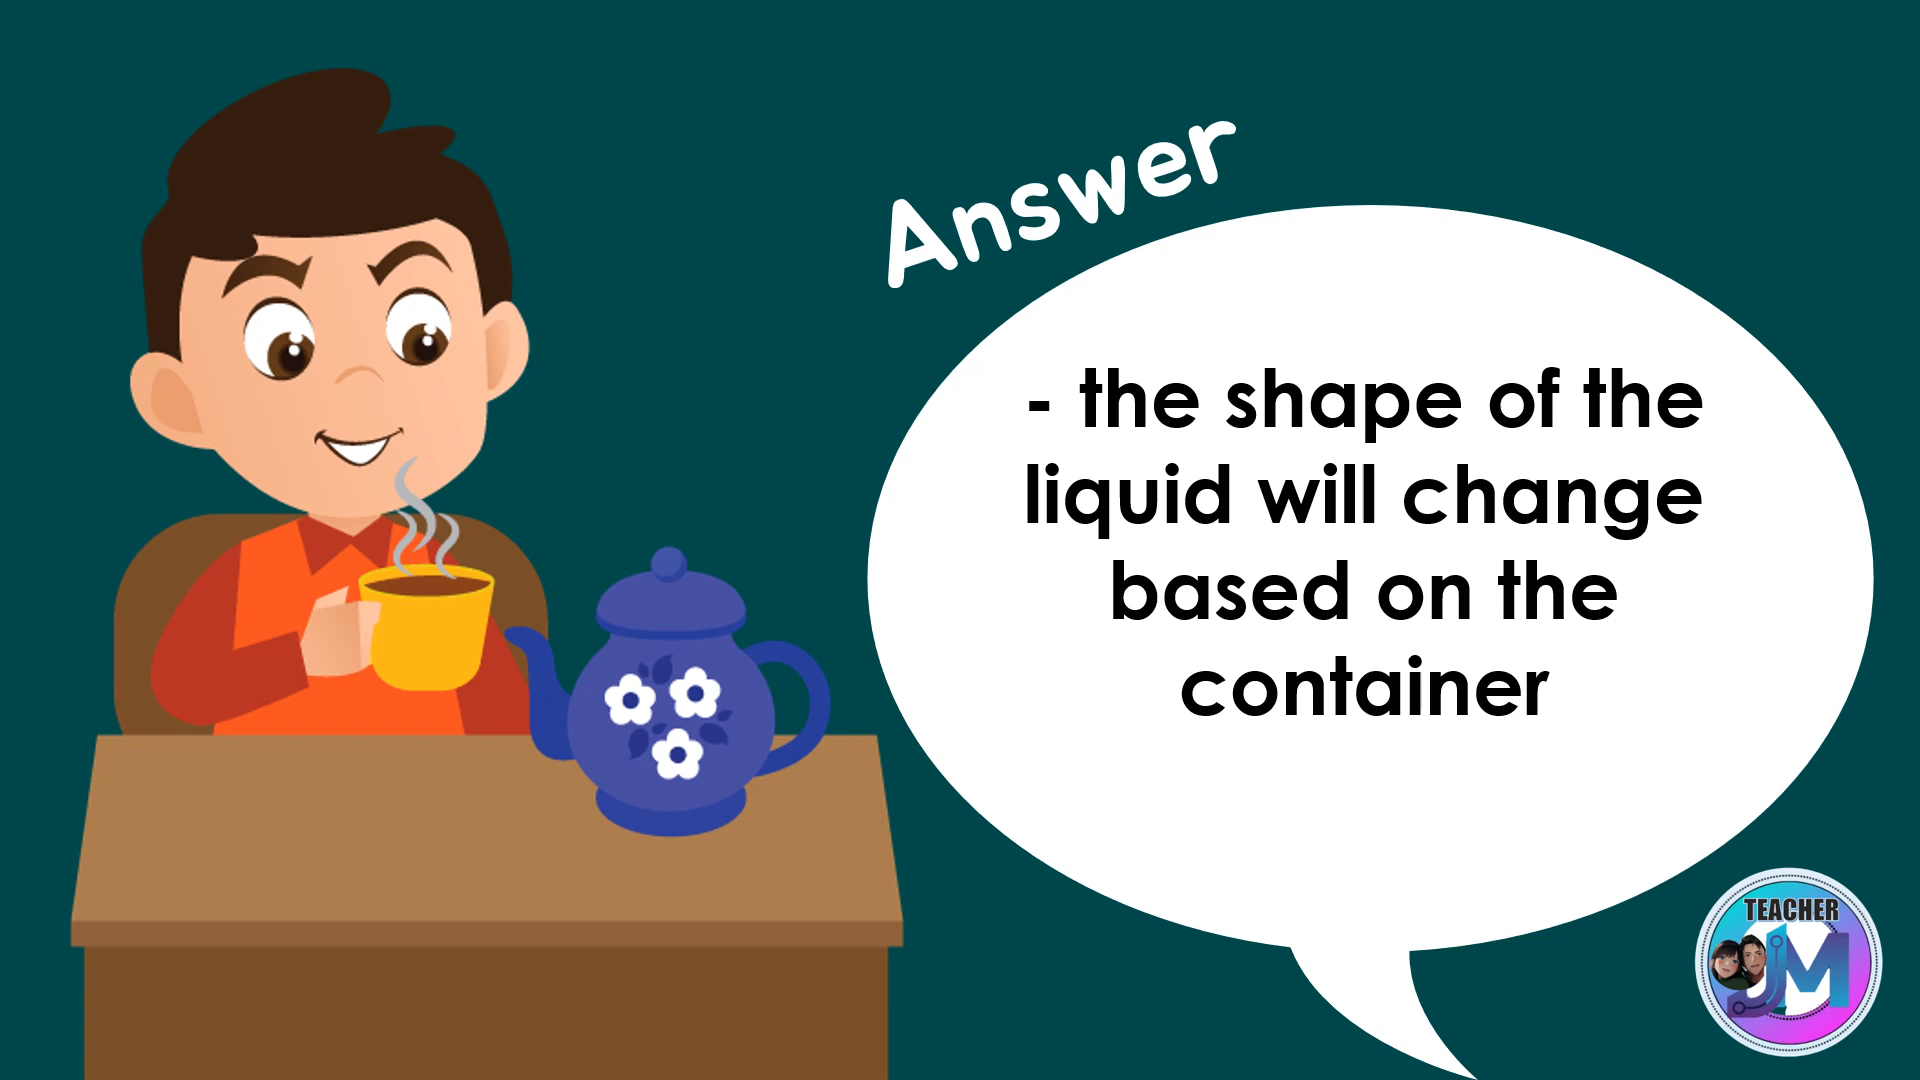 Answer
- the shape of the
liquid will change
based on the
container
TEACHER
JM